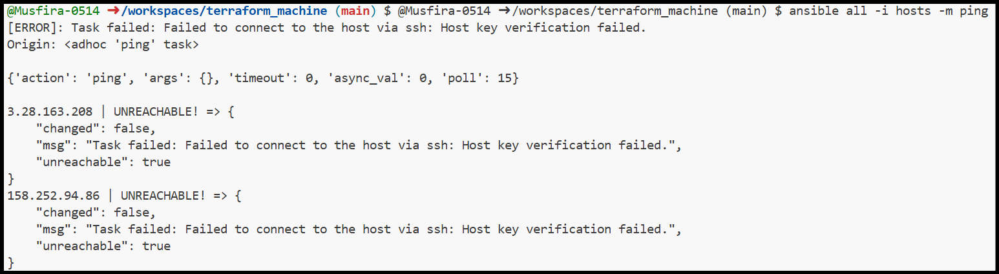 @Musfira-0514 ➜/workspaces/terraform_machine (main) $ @Musfira-0514 ➜/workspaces/terraform_machine (main) $ ansible all -i hosts -m ping
[ERROR]: Task failed: Failed to connect to the host via ssh: Host key verification failed.
Origin: <adhoc 'ping' task>

{'action': 'ping', 'args': {}, 'timeout': 0, 'async_val': 0, 'poll': 15}

3.28.163.208 | UNREACHABLE! => {
    "changed": false,
    "msg": "Task failed: Failed to connect to the host via ssh: Host key verification failed.",
    "unreachable": true
}
158.252.94.86 | UNREACHABLE! => {
    "changed": false,
    "msg": "Task failed: Failed to connect to the host via ssh: Host key verification failed.",
    "unreachable": true
}